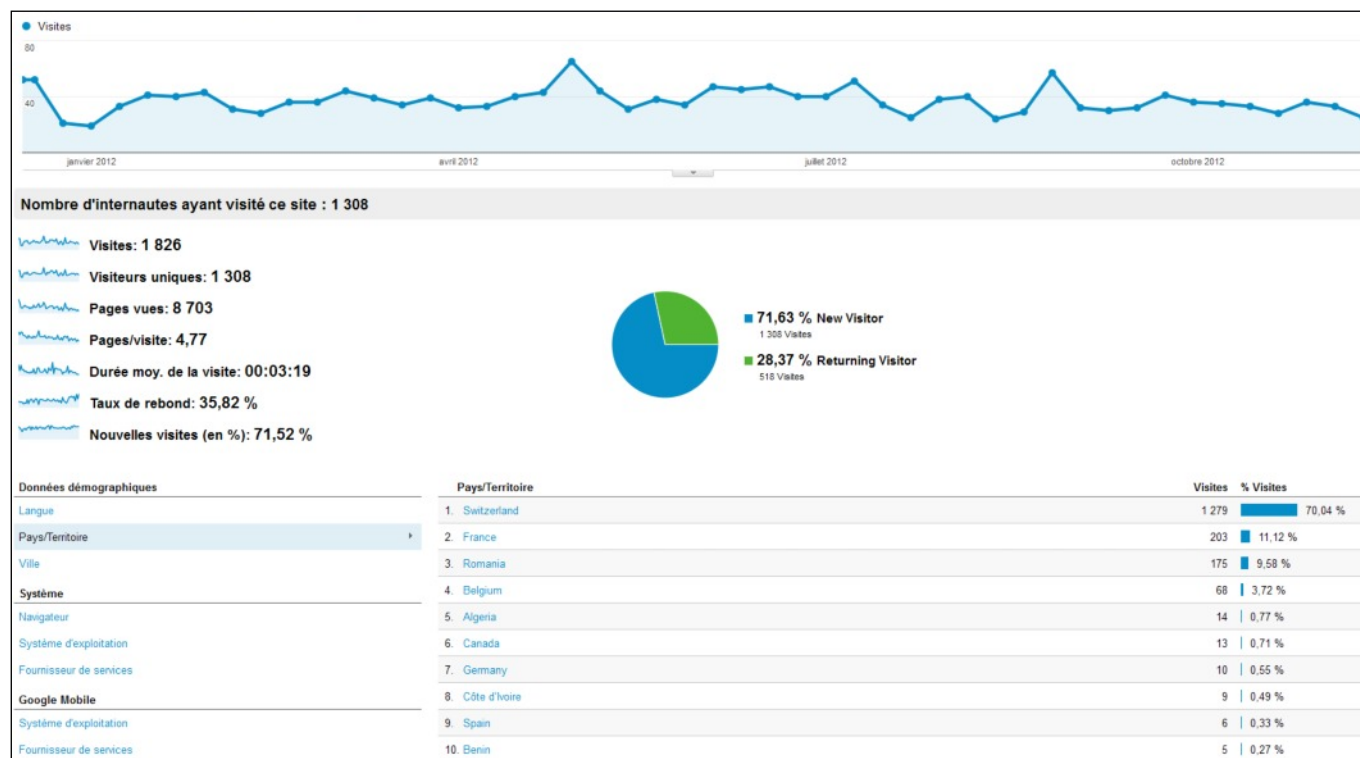 Visites
80
40
janvier 2012 avril 2012 juillet 2012 octobre 2012
Nombre d'internautes ayant visité ce site : 1 308
Visites: 1 826
Visiteurs uniques: 1 308
Pages vues: 8 703
Pages/visite: 4,77
Durée moy. de la visite: 00:03:19
Taux de rebond: 35,82 %
Nouvelles visites (en %): 71,52 %
71,63 % New Visitor
1 308 Visites
28,37 % Returning Visitor
518 Visites
Données démographiques
Langue
Pays/Territoire
Ville
Système
Navigateur
Système d'exploitation
Fournisseur de services
Google Mobile
Système d'exploitation
Fournisseur de services
Pays/Territoire Visites % Visites
1. Switzerland 1 279 70,04 %
2. France 203 11,12 %
3. Romania 175 9,58 %
4. Belgium 68 3,72 %
5. Algeria 14 0,77 %
6. Canada 13 0,71 %
7. Germany 10 0,55 %
8. Côte d'Ivoire 9 0,49 %
9. Spain 6 0,33 %
10. Benin 5 0,27 %